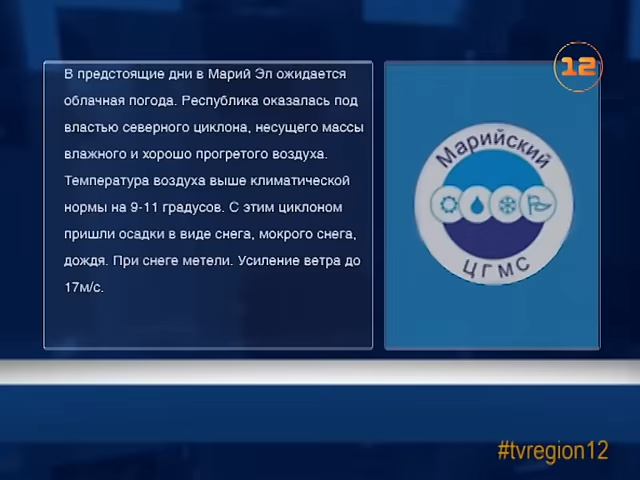 12
В предстоящие дни в Марий Эл ожидается
облачная погода. Республика оказалась под
властью северного циклона, несущего массы
влажного и хорошо прогретого воздуха.
Температура воздуха выше климатической
нормы на 9-11 градусов. С этим циклоном
пришли осадки в виде снега, мокрого снега,
дождя. При снеге метели. Усиление ветра до
17м/с.
Марийский
ЦГМС
#tvregion12